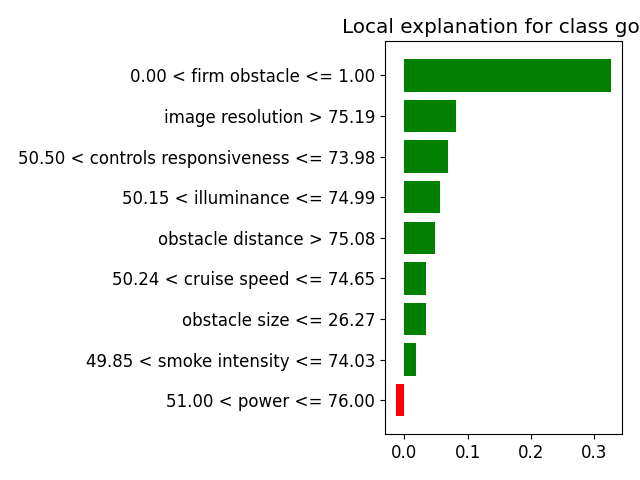 Local explanation for class go
0.00 < firm obstacle <= 1.00
image resolution > 75.19
50.50 < controls responsiveness <= 73.98
50.15 < illuminance <= 74.99
obstacle distance > 75.08
50.24 < cruise speed <= 74.65
obstacle size <= 26.27
49.85 < smoke intensity <= 74.03
51.00 < power <= 76.00
0.0 0.1 0.2 0.3